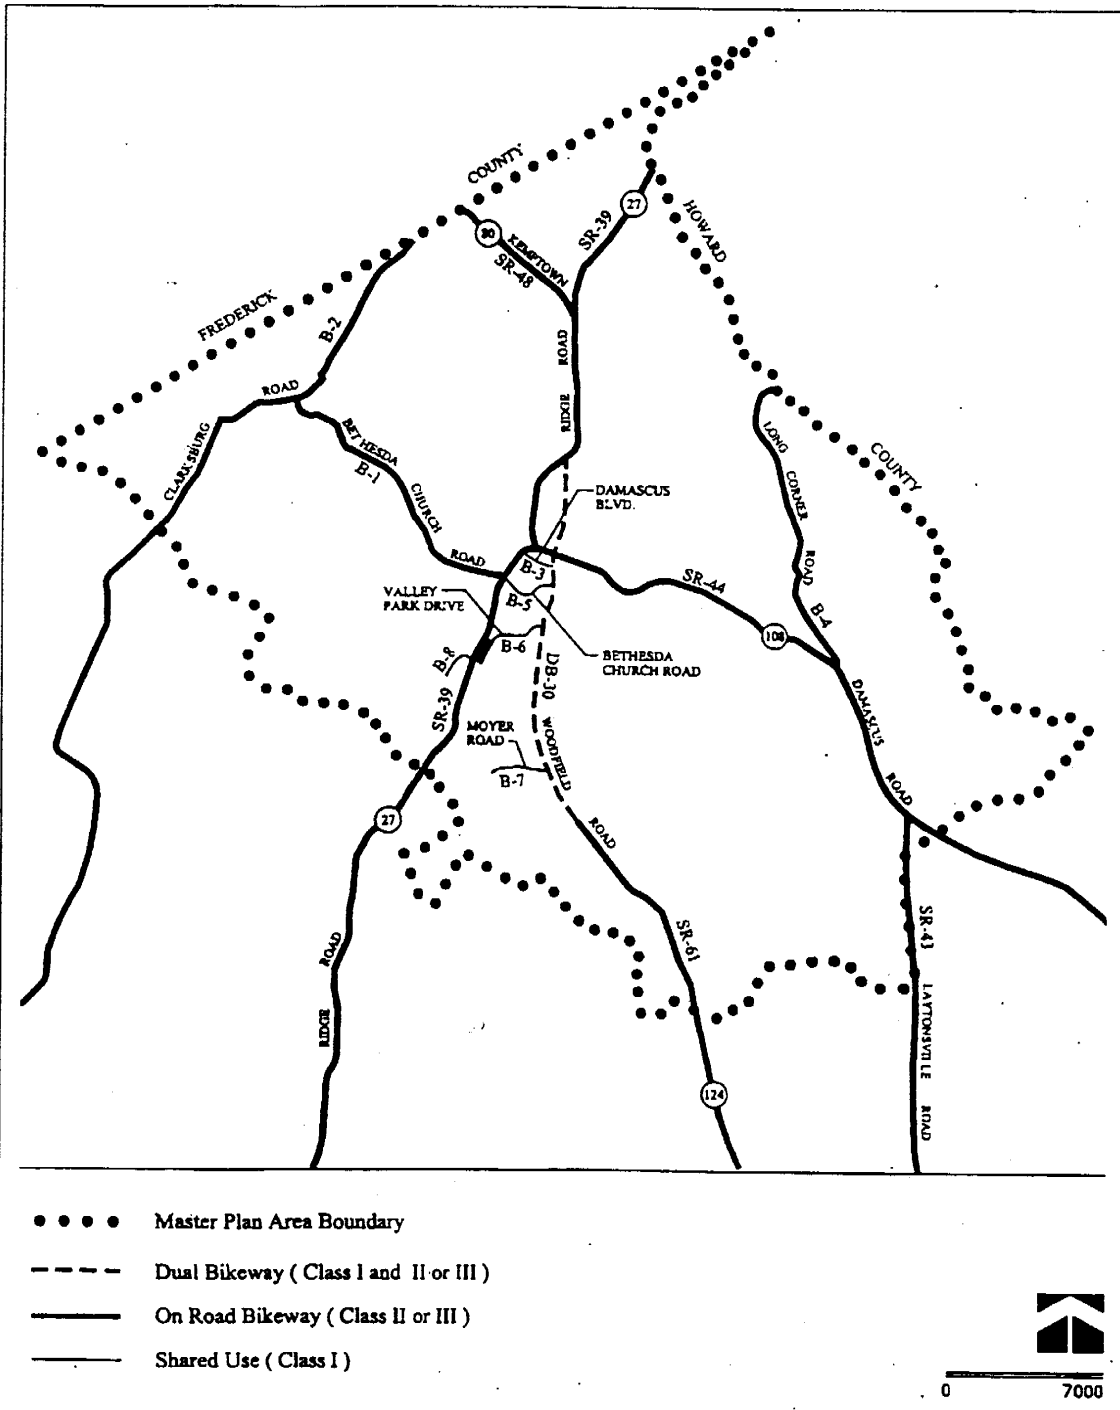 COUNTY
27
HOWARD
SR-39
80
KEMPTOWN
SR-48
FREDERICK
B-2
ROAD
ROAD
RIDGE
CLARKSBURG
BETHESDA
B-1
CHURCH
ROAD
LONG
CORNER
ROAD
B-4
COUNTY
DAMASCUS
BLVD.
B-3
SR-44
VALLEY
PARK DRIVE
B-5
B-6
108
B-8
BETHESDA
CHURCH ROAD
DB-30
SR-39
MOYER
ROAD
WOODFIELD
B-7
ROAD
DAMASCUS
ROAD
27
SR-61
SR-43
ROAD
RIDGE
LAYTONSVILLE
ROAD
124
Master Plan Area Boundary
Dual Bikeway ( Class I and II or III )
On Road Bikeway ( Class II or III )
Shared Use ( Class I )
0 7000